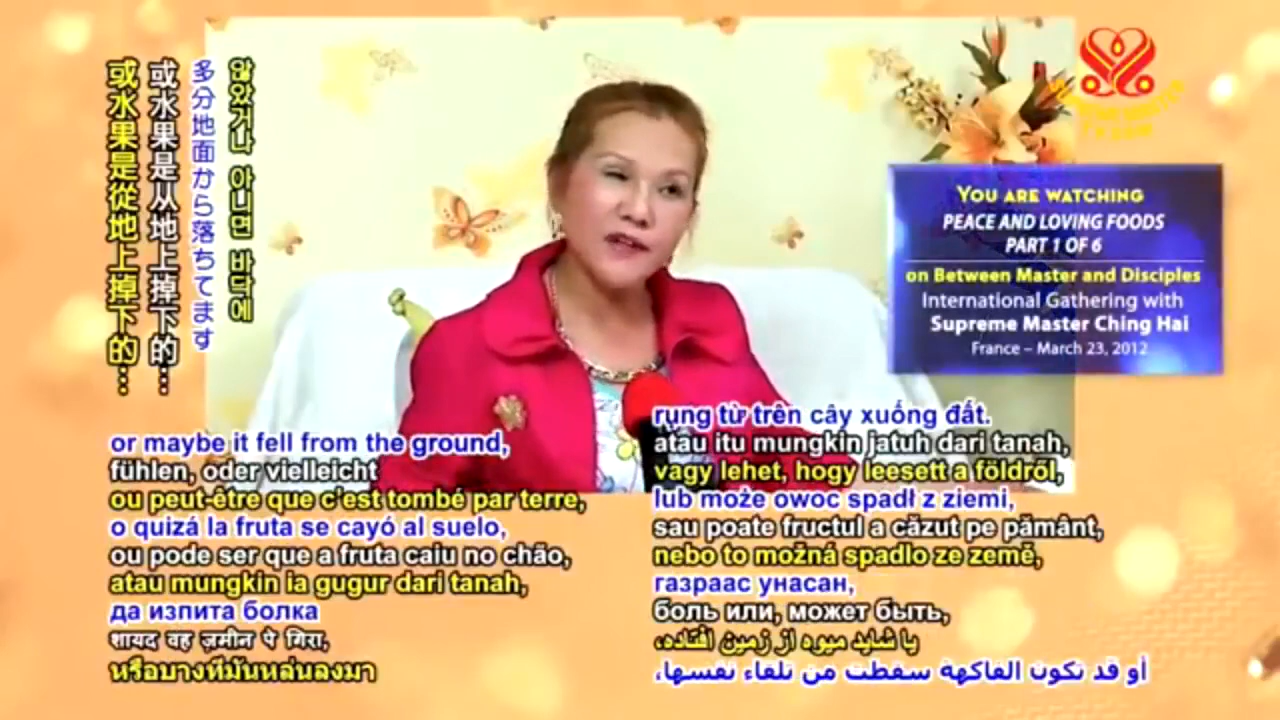 않았거나 아니면 바닥에
多分地面から落ちてます
或水果是从地上掉下的…
或水果是從地上掉下的…
YOU ARE WATCHING
PEACE AND LOVING FOODS
PART 1 OF 6
on Between Master and Disciples
International Gathering with
Supreme Master Ching Hai
France – March 23, 2012
or maybe it fell from the ground,
fühlen, oder vielleicht
ou peut-être que c'est tombé par terre,
o quizá la fruta se cayó al suelo,
ou pode ser que a fruta caiu no chão,
atau mungkin ia gugur dari tanah,
да изпита болка
शायद वह ज़मीन पे गिरा,
หรือบางทีมันหล่นลงมา
rụng từ trên cây xuống đất.
atau itu mungkin jatuh dari tanah,
vagy lehet, hogy leesett a földről,
lub może owoc spadł z ziemi,
sau poate fructul a căzut pe pământ,
nebo to možná spadlo ze země,
газраас унасан,
боль или, может быть,
یا شاید میوه از زمین افتاده،
أو قد تكون الفاكهة سقطت من تلقاء نفسها،